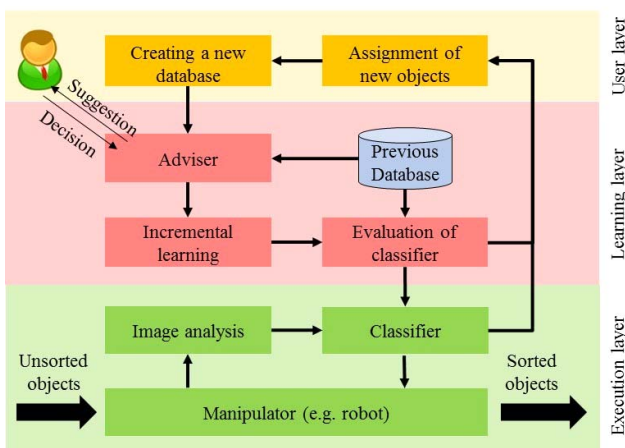 Creating a new
database
Assignment of
new objects
User layer
Suggestion
Decision
Adviser
Previous
Database
Learning layer
Incremental
learning
Evaluation of
classifier
Image analysis
Classifier
Execution layer
Unsorted
objects
Sorted
objects
Manipulator (e.g. robot)